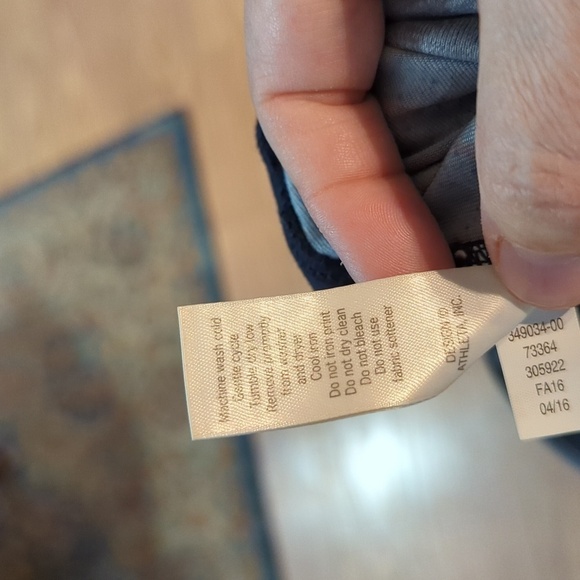 Machine wash cold
Gentle cycle
Tumble dry low
Remove promptly
from washer
and dryer
Cool iron
Do not iron print
Do not dry clean
Do not bleach
Do not use
fabric softener
DESIGN ©
ATHLETA, INC.
349034-00
73364
305922
FA16
04/16